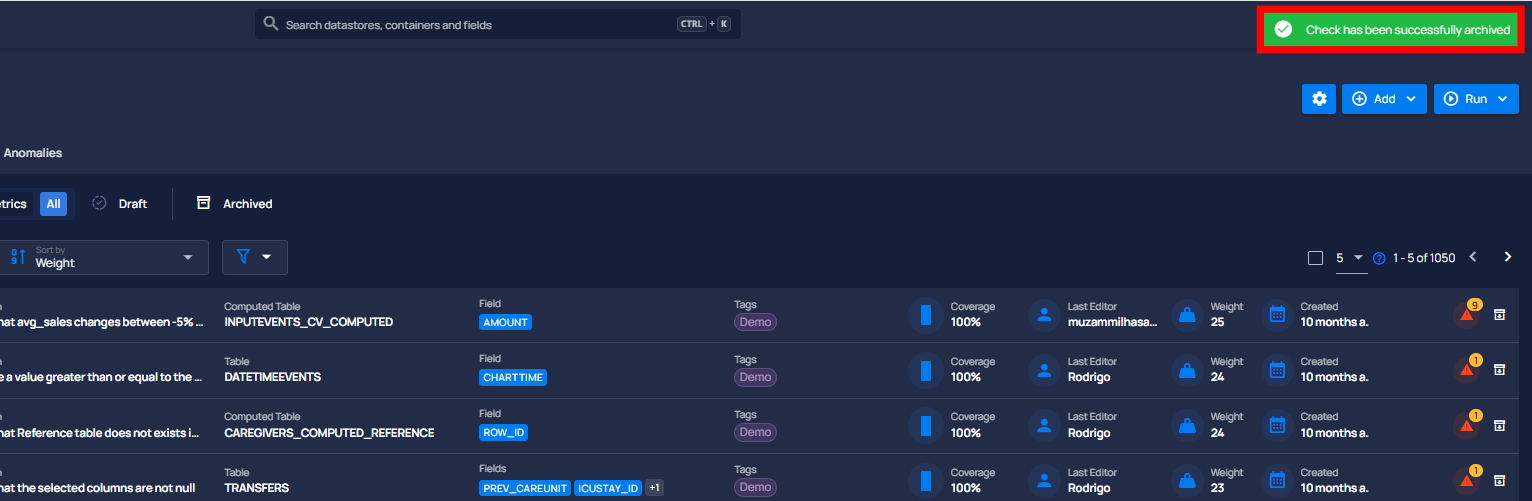 Search datastores, containers and fields CTRL + K
Check has been successfully archived
Add Run
Anomalies
etrics All Draft Archived
Sort by
Weight
5 1 - 5 of 1050
Computed Table Field Tags Coverage Last Editor Weight Created 9
hat avg_sales changes between -5% ... INPUTEVENTS_CV_COMPUTED AMOUNT Demo 100% muzammilhasa... 25 10 months a.
Table Field Tags Coverage Last Editor Weight Created 1
e a value greater than or equal to the ... DATETIMEEVENTS CHARTTIME Demo 100% Rodrigo 24 10 months a.
Computed Table Field Tags Coverage Last Editor Weight Created 1
hat Reference table does not exists i... CAREGIVERS_COMPUTED_REFERENCE ROW_ID Demo 100% Rodrigo 24 10 months a.
Table Fields Tags Coverage Last Editor Weight Created 1
hat the selected columns are not null TRANSFERS PREV_CAREUNIT ICUSTAY_ID +1 Demo 100% Rodrigo 23 10 months a.